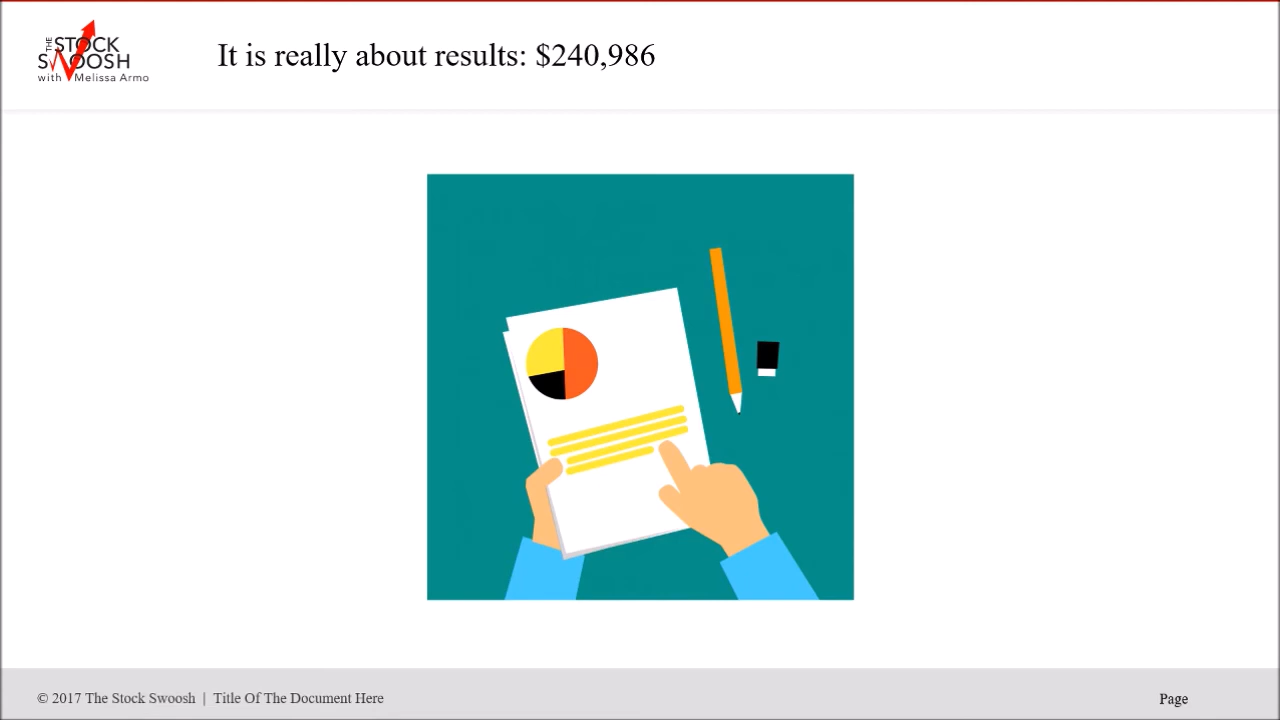 THE
STOCK
SWOOSH
with Melissa Armo
It is really about results: $240,986
© 2017 The Stock Swoosh | Title Of The Document Here
Page